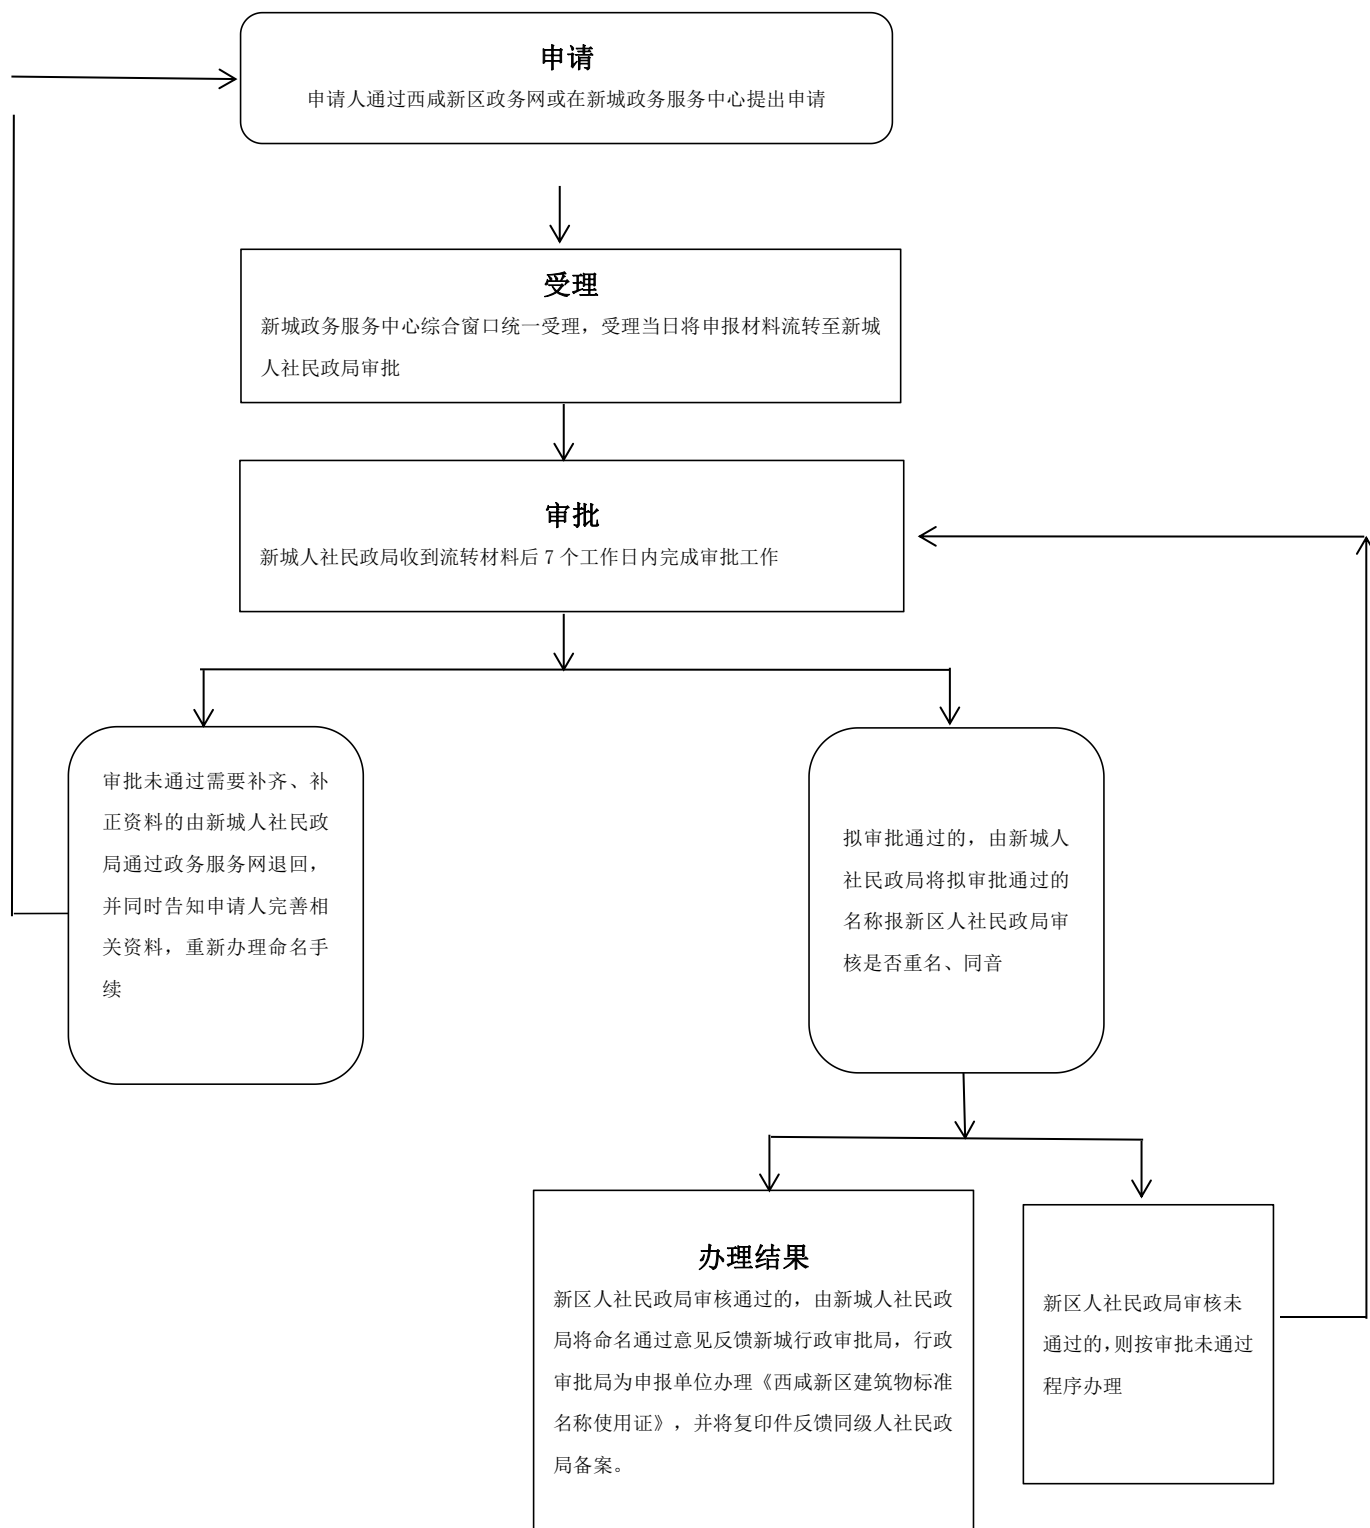 申请
申请人通过西咸新区政务网或在新城政务服务中心提出申请
受理
新城政务服务中心综合窗口统一受理，受理当日将申报材料流转至新城
人社民政局审批
审批
新城人社民政局收到流转材料后 7 个工作日内完成审批工作
审批未通过需要补齐、补
正资料的由新城人社民政
局通过政务服务网退回，
并同时告知申请人完善相
关资料，重新办理命名手
续
拟审批通过的，由新城人
社民政局将拟审批通过的
名称报新区人社民政局审
核是否重名、同音
办理结果
新区人社民政局审核通过的，由新城人社民政
局将命名通过意见反馈新城行政审批局，行政
审批局为申报单位办理《西咸新区建筑物标准
名称使用证》，并将复印件反馈同级人社民政
局备案。
新区人社民政局审核未
通过的，则按审批未通过
程序办理